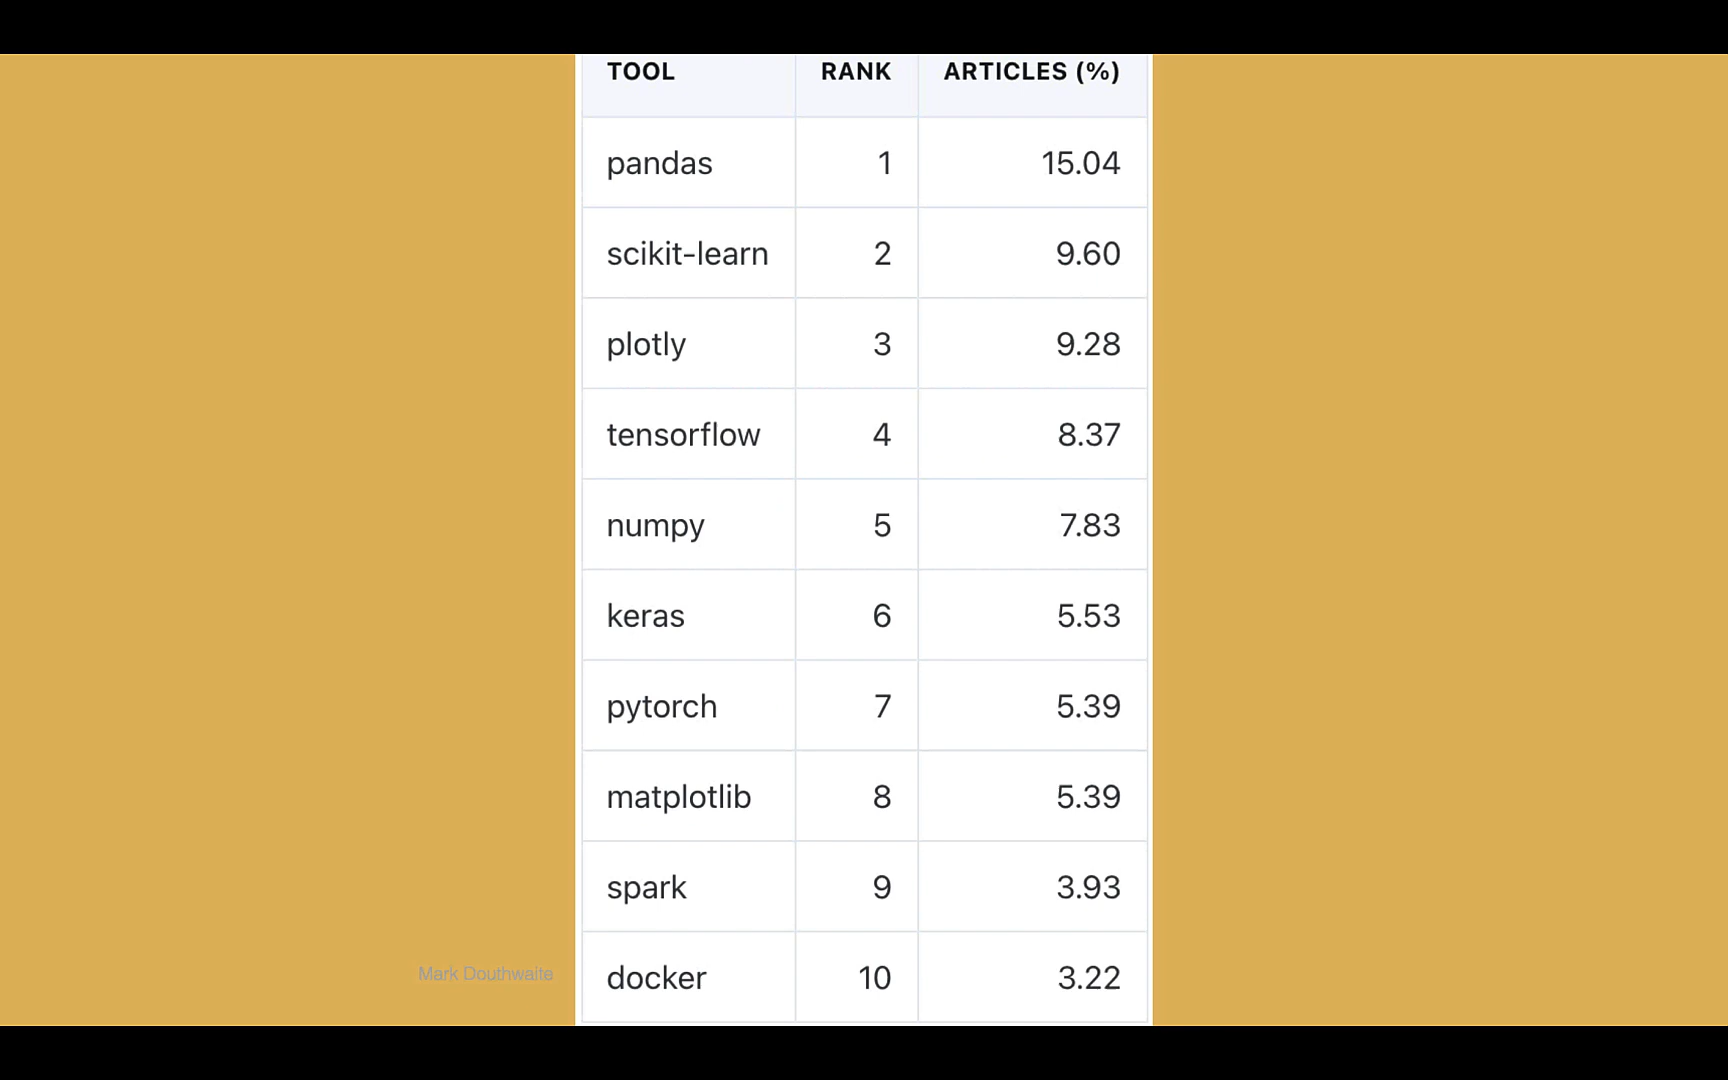 TOOL RANK ARTICLES (%)
pandas 1 15.04
scikit-learn 2 9.60
plotly 3 9.28
tensorflow 4 8.37
numpy 5 7.83
keras 6 5.53
pytorch 7 5.39
matplotlib 8 5.39
spark 9 3.93
docker 10 3.22
Mark Douthwaite